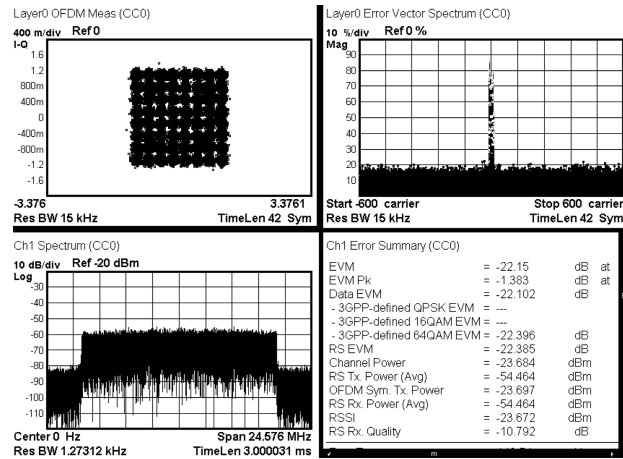 Layer0 OFDM Meas (CC0)
400 m/div Ref 0
I-Q
1.6
1.2
800m
400m
0
-400m
-800m
-1.2
-1.6
-3.376 3.3761
Res BW 15 kHz TimeLen 42 Sym
Layer0 Error Vector Spectrum (CC0)
10 %/div Ref 0 %
Mag
90
80
70
60
50
40
30
20
10
Start -600 carrier Stop 600 carrier
Res BW 15 kHz TimeLen 42 Sym
Ch1 Spectrum (CC0)
10 dB/div Ref -20 dBm
Log
-30
-40
-50
-60
-70
-80
-90
-100
-110
Center 0 Hz Span 24.576 MHz
Res BW 1.27312 kHz TimeLen 3.000031 ms
Ch1 Error Summary (CC0)
EVM = -22.15 dB at
EVM Pk = -1.383 dB at
Data EVM = -22.102 dB
- 3GPP-defined QPSK EVM = ---
- 3GPP-defined 16QAM EVM = ---
- 3GPP-defined 64QAM EVM = -22.396 dB
RS EVM = -22.385 dB
Channel Power = -23.684 dBm
RS Tx. Power (Avg) = -54.464 dBm
OFDM Sym. Tx. Power = -23.697 dBm
RS Rx. Power (Avg) = -54.464 dBm
RSSI = -23.672 dBm
RS Rx. Quality = -10.792 dB